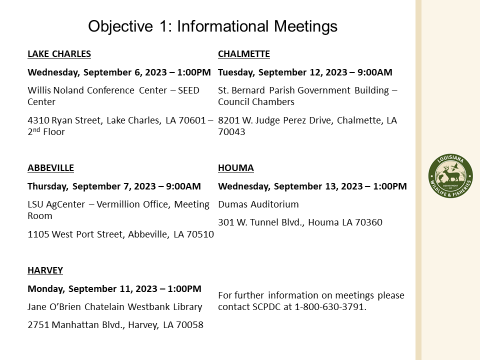 Objective 1: Informational Meetings
LAKE CHARLES
Wednesday, September 6, 2023 – 1:00PM
Willis Noland Conference Center – SEED
Center
4310 Ryan Street, Lake Charles, LA 70601 –
2nd Floor
CHALMETTE
Tuesday, September 12, 2023 – 9:00AM
St. Bernard Parish Government Building –
Council Chambers
8201 W. Judge Perez Drive, Chalmette, LA
70043
ABBEVILLE
Thursday, September 7, 2023 – 9:00AM
LSU AgCenter – Vermillion Office, Meeting
Room
1105 West Port Street, Abbeville, LA 70510
HOUMA
Wednesday, September 13, 2023 – 1:00PM
Dumas Auditorium
301 W. Tunnel Blvd., Houma LA 70360
HARVEY
Monday, September 11, 2023 – 1:00PM
Jane O'Brien Chatelain Westbank Library
2751 Manhattan Blvd., Harvey, LA 70058
For further information on meetings please
contact SCPDC at 1-800-630-3791.
LOUISIANA
WILDLIFE & FISHERIES